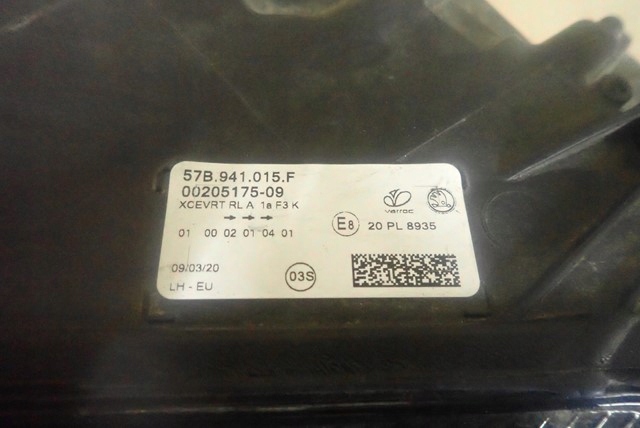 57B.941.015.F
00205175-09
XCEVRT RL A 1a F3 K
→ → →
varroc
E8 20 PL 8935
01 00 02 01 04 01
09/03/20
03S
LH - EU